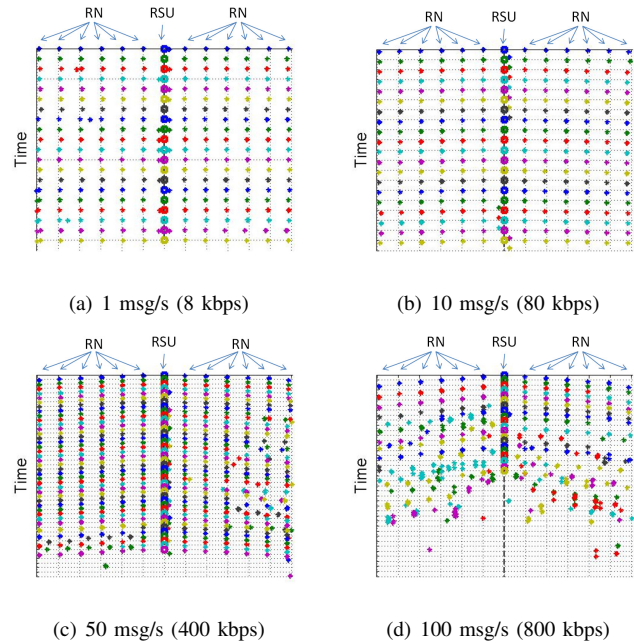 RN RSU RN
RN RSU RN
Time
Time
(a) 1 msg/s (8 kbps)
(b) 10 msg/s (80 kbps)
RN RSU RN
RN RSU RN
Time
Time
(c) 50 msg/s (400 kbps)
(d) 100 msg/s (800 kbps)